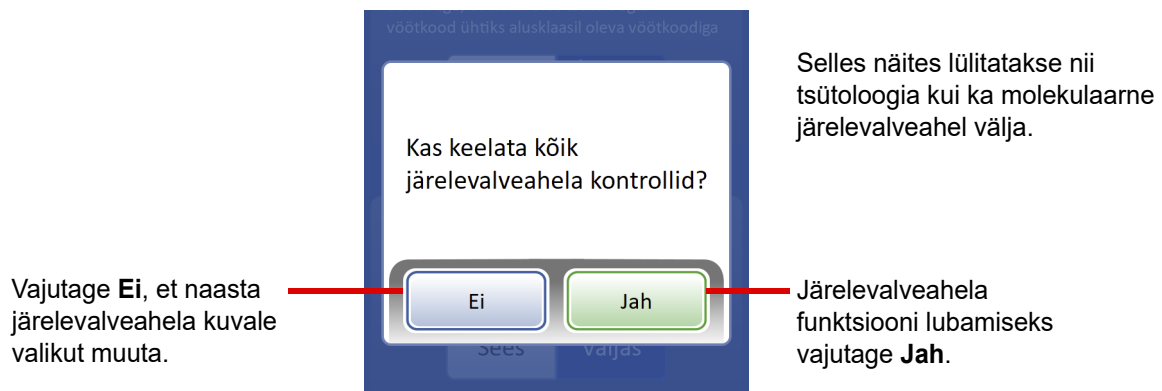 vöötkood ühtiks alusklaasil oleva vöötkoodiga
Selles näites lülitatakse nii
tsütoloogia kui ka molekulaarne
järelevalveahel välja.
Kas keelata kõik
järelevalveahela kontrollid?
Vajutage Ei, et naasta
järelevalveahela kuvale
valikut muuta.
Ei
Jah
Järelevalveahela
funktsiooni lubamiseks
vajutage Jah.
Sees
Väljas